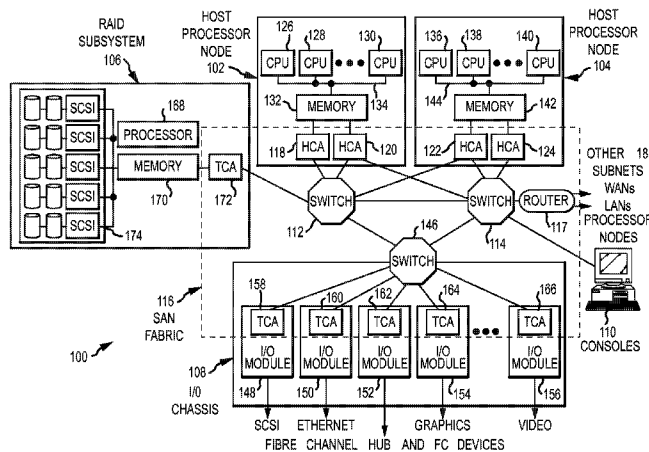 RAID
SUBSYSTEM
106
HOST
PROCESSOR
NODE
102
126
128
130
CPU
CPU
CPU
132
134
MEMORY
118
HCA
HCA
120
136
138
140
CPU
CPU
CPU
144
142
MEMORY
122
HCA
HCA
124
HOST
PROCESSOR
NODE
104
SCSI
SCSI
SCSI
SCSI
SCSI
168
PROCESSOR
MEMORY
170
TCA
172
174
SWITCH
112
SWITCH
114
ROUTER
117
OTHER 18
SUBNETS
WANs
LANs
PROCESSOR
NODES
146
SWITCH
110
CONSOLES
116
SAN
FABRIC
100
108
I/O
CHASSIS
158
160
162
164
166
TCA
TCA
TCA
TCA
TCA
I/O
MODULE
I/O
MODULE
I/O
MODULE
I/O
MODULE
I/O
MODULE
148
150
152
154
156
SCSI
ETHERNET
GRAPHICS
VIDEO
FIBRE CHANNEL HUB AND FC DEVICES